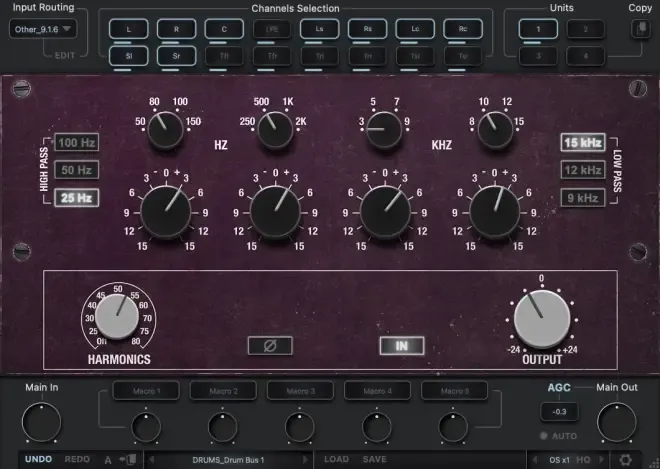 Input Routing
Channels Selection
Units
Copy
Other_9.1.6
L R C LFE Ls Rs Lc Rc
1 2
EDIT
Sl Sr Tfl Tfr
3 4
80 100
50 150
500 1K
250 2K
5 7
3 9
10 12
8 15
HZ
KHZ
HIGH PASS
100 Hz
50 Hz
25 Hz
LOW PASS
15 kHz
12 kHz
9 kHz
3 - 0 + 3
6 6
9 9
12 12
15 15
3 - 0 + 3
6 6
9 9
12 12
15 15
3 - 0 + 3
6 6
9 9
12 12
15 15
3 - 0 + 3
6 6
9 9
12 12
15 15
50
45 55
40 60
30 65
25 70
20 75
Off 80
HARMONICS
Ø
IN
0
-24 +24
OUTPUT
Main In
Macro 1
Macro 2
Macro 3
Macro 4
Macro 5
AGC
Main Out
-0.3
AUTO
UNDO
REDO
A
DRUMS_Drum Bus 1
LOAD
SAVE
OS x1
HQ